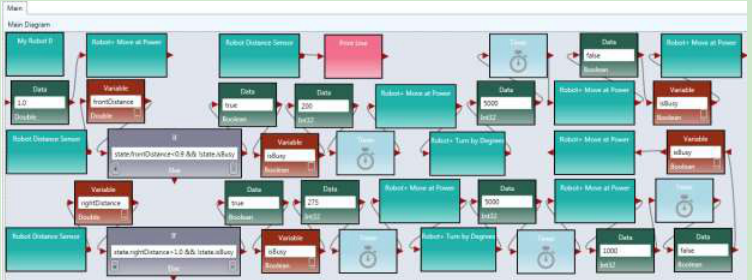 Main
Main Diagram
My Robot 0
Robot+ Move at Power
Robot Distance Sensor
Print Line
Timer
Data
false
Boolean
Robot+ Move at Power
Data
1.0
Double
Variable
frontDistance
Double
Data
true
Boolean
Data
200
Int32
Robot+ Move at Power
Data
5000
Int32
Robot+ Move at Power
Variable
isBusy
Boolean
Robot Distance Sensor
If
state.frontDistance<0.9 && !state.isBusy
Else
Variable
isBusy
Boolean
Timer
Robot+ Turn by Degrees
Timer
Robot+ Move at Power
Variable
isBusy
Boolean
Variable
rightDistance
Double
Data
true
Boolean
Data
275
Int32
Robot+ Move at Power
Data
5000
Int32
Robot+ Move at Power
Timer
Robot Distance Sensor
If
state.rightDistance>1.0 && !state.isBusy
Else
Variable
isBusy
Boolean
Timer
Robot+ Turn by Degrees
Timer
Data
1000
Int32
Data
false
Boolean